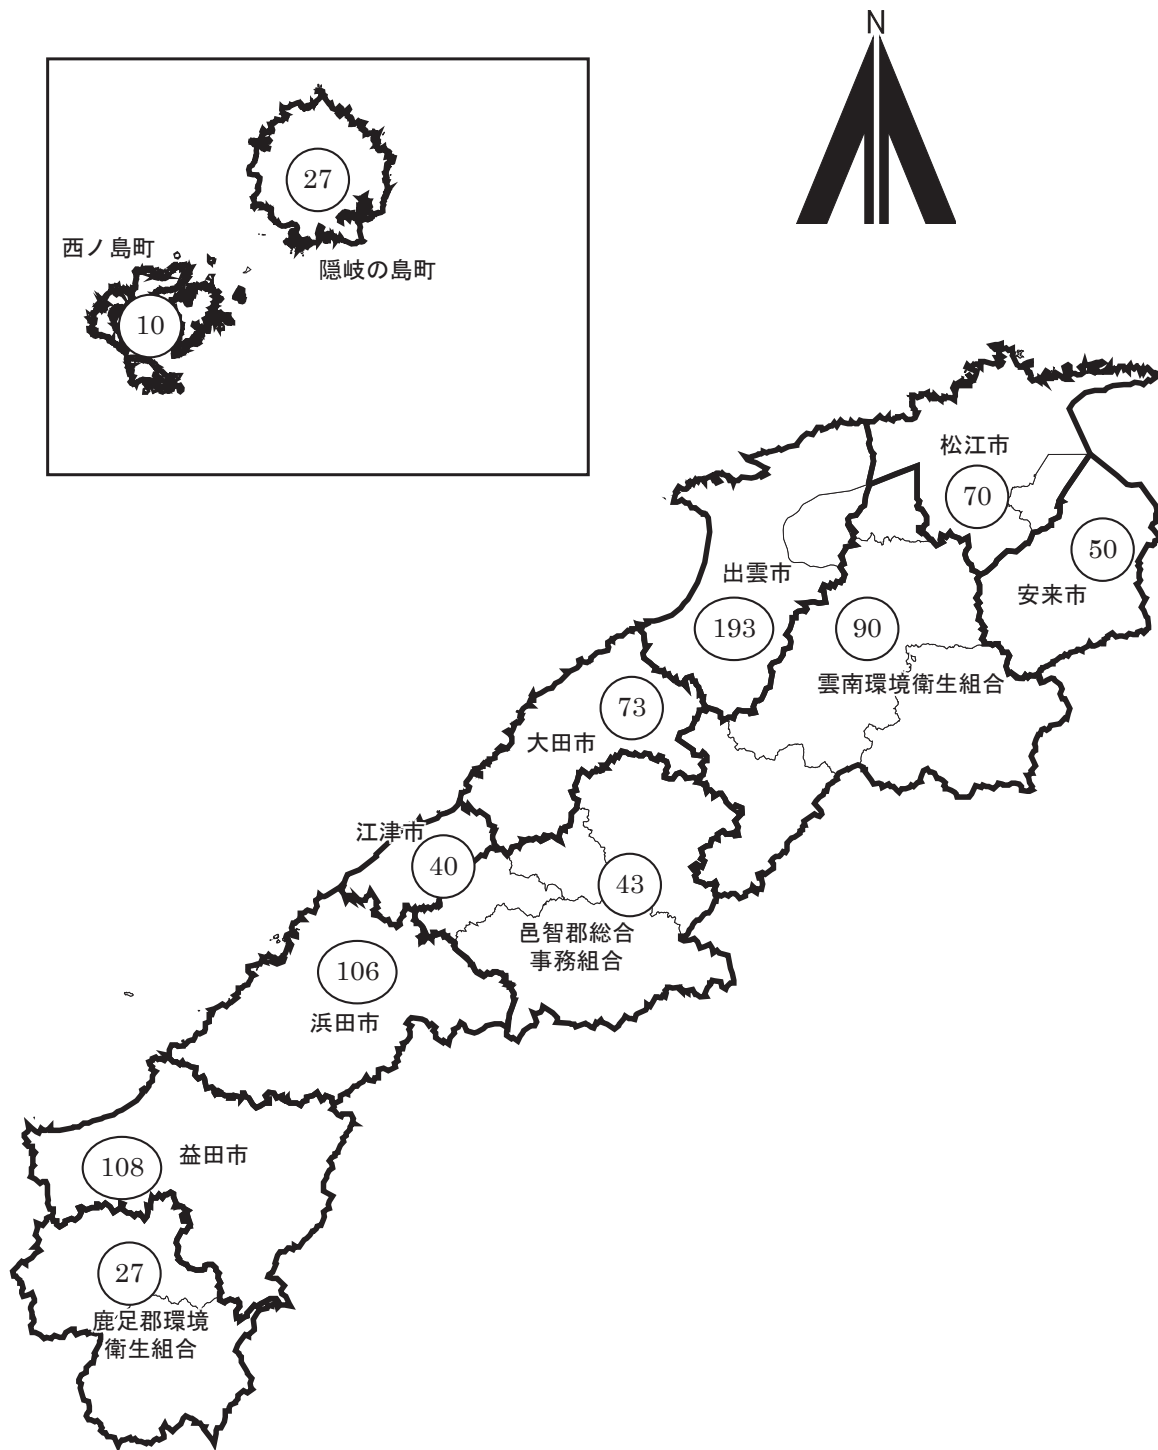 N
27
西ノ島町
隠岐の島町
10
松江市
70
50
出雲市
安来市
193
90
雲南環境衛生組合
73
大田市
江津市
40
43
邑智郡総合
事務組合
106
浜田市
益田市
108
27
鹿足郡環境
衛生組合